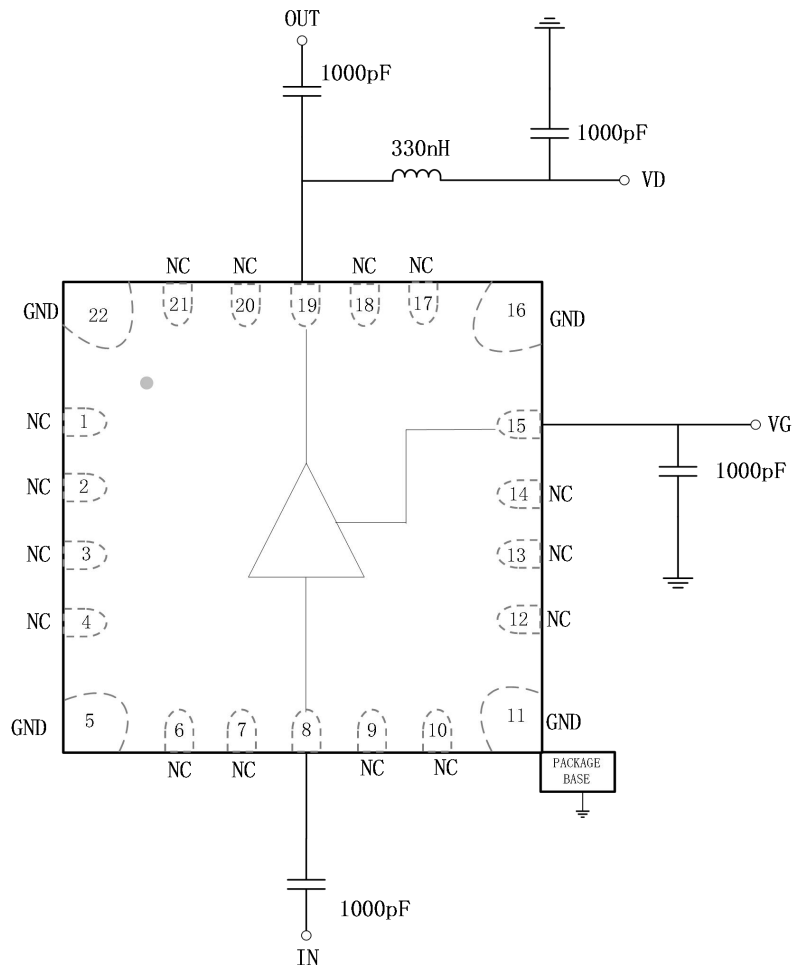 OUT
1000pF
1000pF
330nH
VD
NC
NC
NC
NC
GND
22
21
20
19
18
17
16
GND
NC
1
15
VG
1000pF
NC
2
14
NC
NC
3
13
NC
NC
4
12
NC
GND
5
6
7
8
9
10
11
GND
NC
NC
NC
NC
PACKAGE
BASE
1000pF
IN